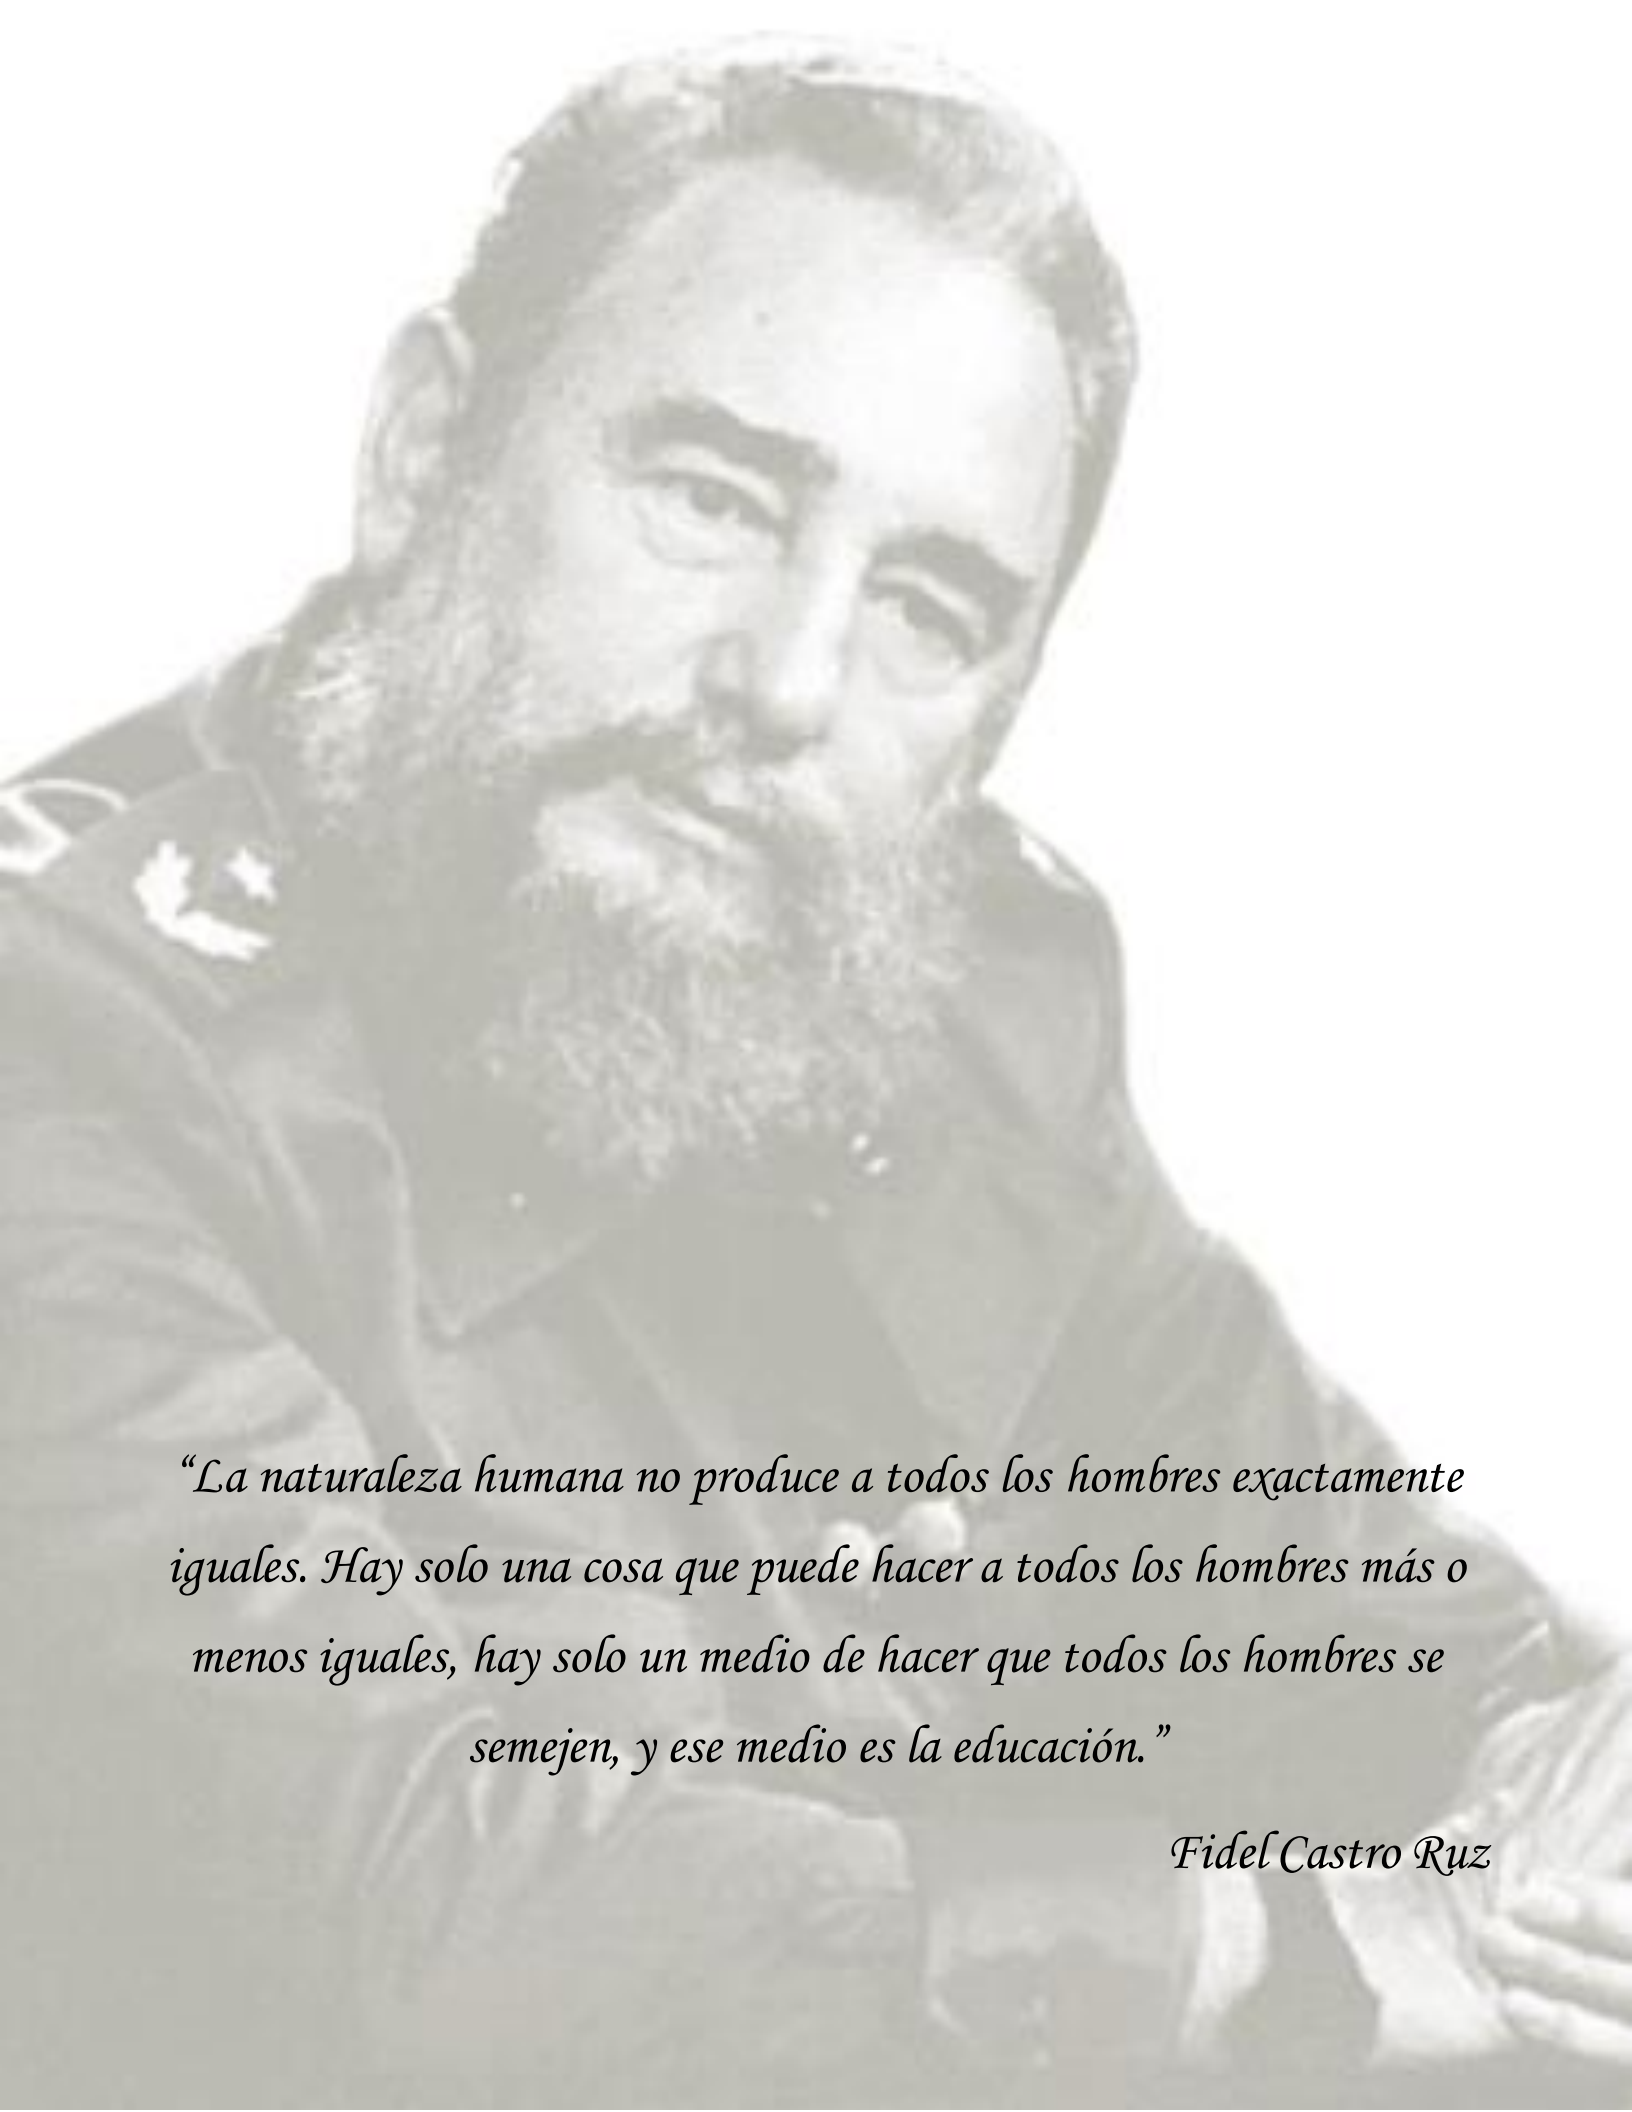 “La naturaleza humana no produce a todos los hombres exactamente
iguales. Hay solo una cosa que puede hacer a todos los hombres más o
menos iguales, hay solo un medio de hacer que todos los hombres se
semejen, y ese medio es la educación.”
Fidel Castro Ruz